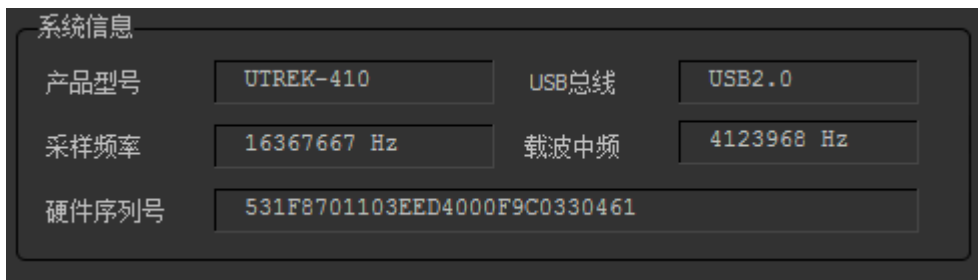 系统信息
产品型号 UTREK-410 USB总线 USB2.0
采样频率 16367667 Hz 载波中频 4123968 Hz
硬件序列号 531F8701103EED4000F9C0330461